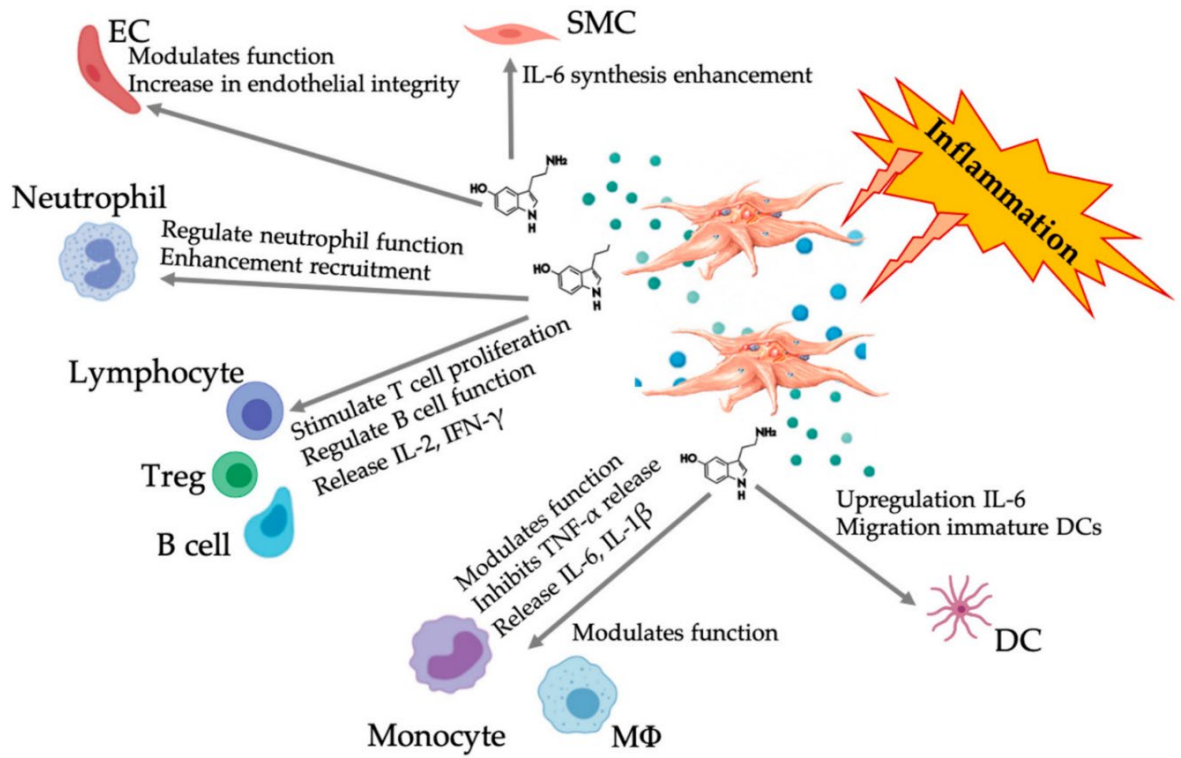 EC
Modulates function
Increase in endothelial integrity
SMC
IL-6 synthesis enhancement
Inflammation
NH₂
HO
N
H
Neutrophil
Regulate neutrophil function
Enhancement recruitment
HO
N
H
Lymphocyte
Stimulate T cell proliferation
Regulate B cell function
Release IL-2, IFN-γ
Treg
B cell
NH₂
HO
N
H
Modulates function
Inhibits TNF-α release
Release IL-6, IL-1β
Upregulation IL-6
Migration immature DCs
DC
Modulates function
Monocyte
MΦ